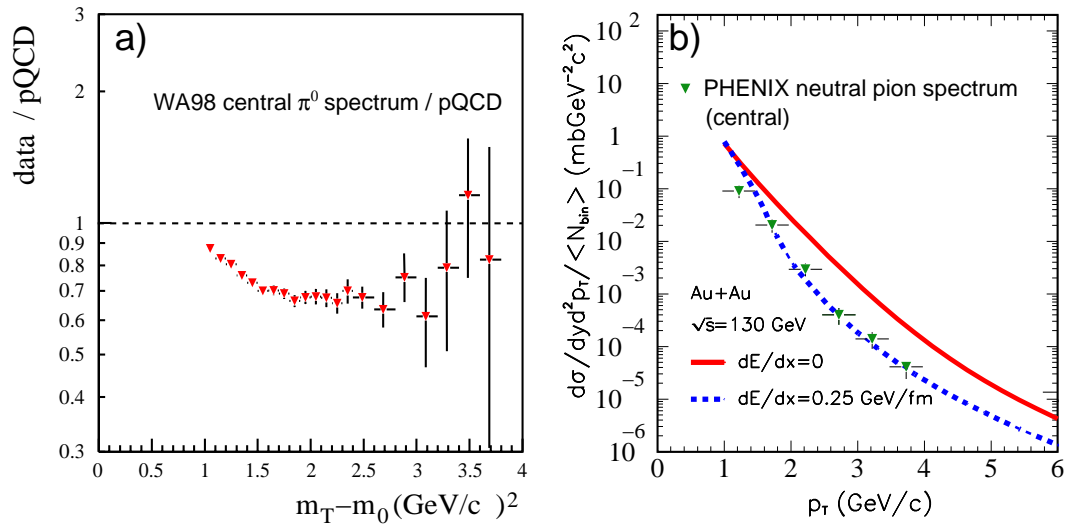 a)
WA98 central π⁰ spectrum / pQCD
data / pQCD
3
2
1
0.9
0.8
0.7
0.6
0.5
0.4
0.3
0 0.5 1 1.5 2 2.5 3 3.5 4
m_T–m_0 (GeV/c )²
b)
PHENIX neutral pion spectrum
(central)
dσ/dyd²p_T/<N_bin> (mbGeV⁻²c²)
10²
10
1
10⁻¹
10⁻²
10⁻³
10⁻⁴
10⁻⁵
10⁻⁶
Au+Au
√s=130 GeV
dE/dx=0
dE/dx=0.25 GeV/fm
0 1 2 3 4 5 6
p_T (GeV/c)